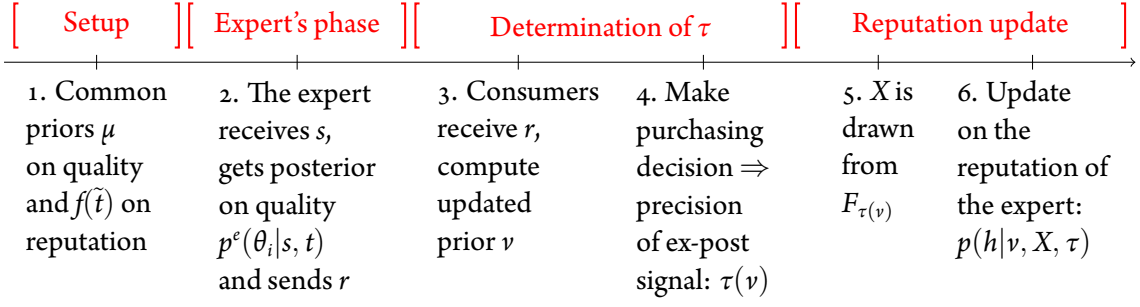 [ Setup ] [ Expert's phase ] [ Determination of τ ] [ Reputation update ]
1. Common
priors μ
on quality
and f(t̃) on
reputation
2. The expert
receives s,
gets posterior
on quality
pᵉ(θᵢ|s, t)
and sends r
3. Consumers
receive r,
compute
updated
prior ν
4. Make
purchasing
decision ⇒
precision
of ex-post
signal: τ(ν)
5. X is
drawn
from
F_τ(ν)
6. Update
on the
reputation of
the expert:
p(h|ν, X, τ)